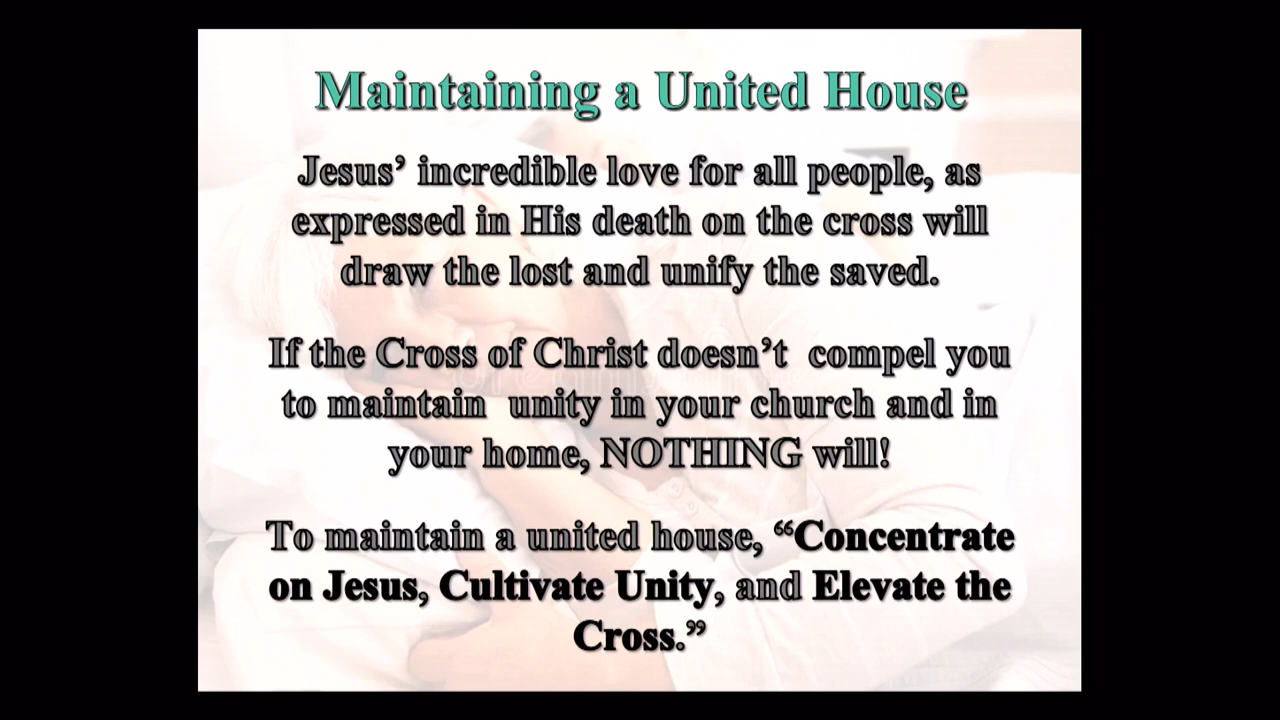 Maintaining a United House
Jesus’ incredible love for all people, as
expressed in His death on the cross will
draw the lost and unify the saved.
If the Cross of Christ doesn’t  compel you
to maintain  unity in your church and in
your home, NOTHING will!
To maintain a united house, “Concentrate
on Jesus, Cultivate Unity, and Elevate the
Cross.”